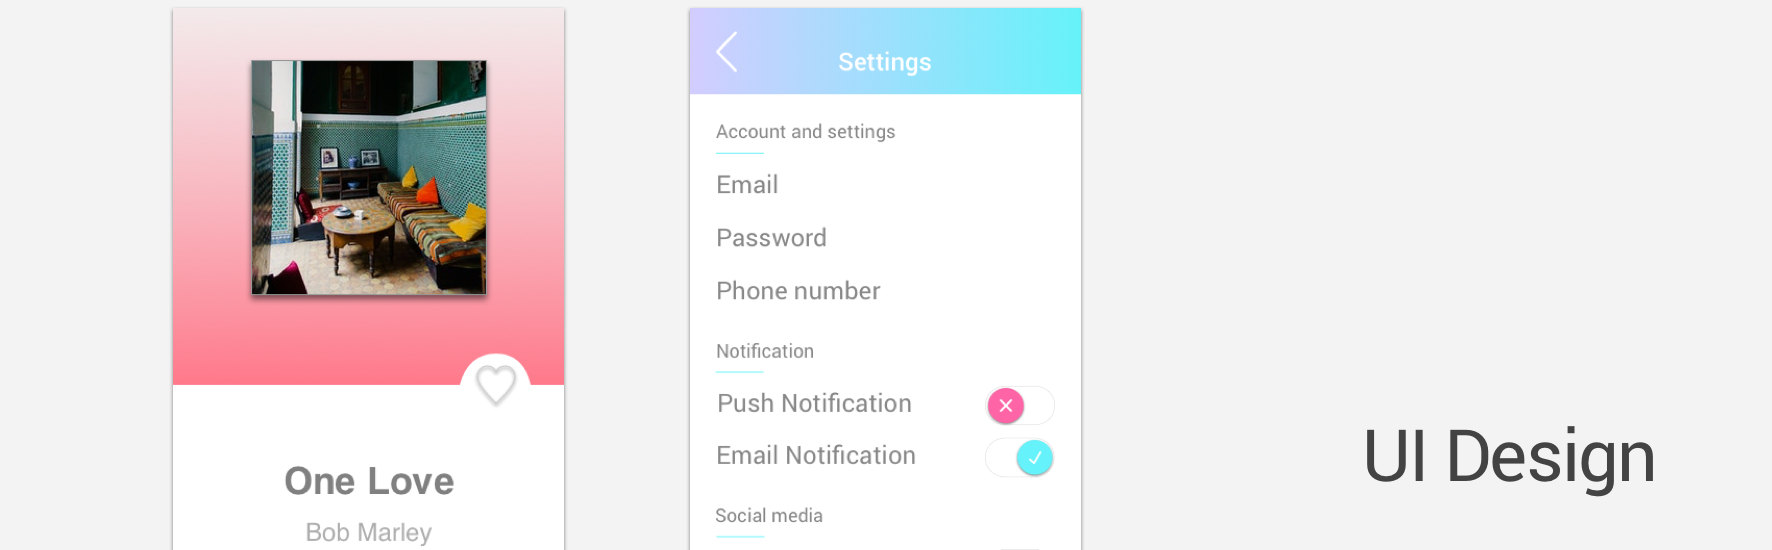 One Love
Bob Marley
Settings
Account and settings
Email
Password
Phone number
Notification
Push Notification
Email Notification
Social media
UI Design